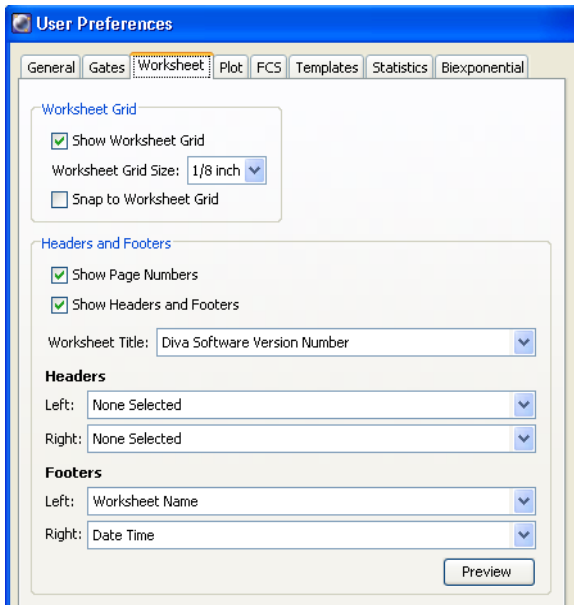 User Preferences
General Gates Worksheet Plot FCS Templates Statistics Biexponential
Worksheet Grid
Show Worksheet Grid
Worksheet Grid Size: 1/8 inch
Snap to Worksheet Grid
Headers and Footers
Show Page Numbers
Show Headers and Footers
Worksheet Title: Diva Software Version Number
Headers
Left: None Selected
Right: None Selected
Footers
Left: Worksheet Name
Right: Date Time
Preview